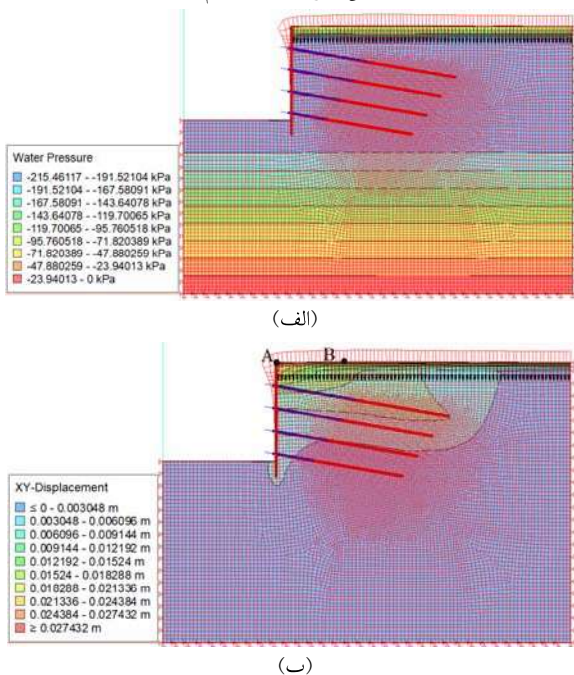 Water Pressure
-215.46117 - -191.52104 kPa
-191.52104 - -167.58091 kPa
-167.58091 - -143.64078 kPa
-143.64078 - -119.70065 kPa
-119.70065 - -95.760518 kPa
-95.760518 - -71.820389 kPa
-71.820389 - -47.880259 kPa
-47.880259 - -23.94013 kPa
-23.94013 - 0 kPa
(الف)
A B
XY-Displacement
≤ 0 - 0.003048 m
0.003048 - 0.006096 m
0.006096 - 0.009144 m
0.009144 - 0.012192 m
0.012192 - 0.01524 m
0.01524 - 0.018288 m
0.018288 - 0.021336 m
0.021336 - 0.024384 m
0.024384 - 0.027432 m
≥ 0.027432 m
(ب)